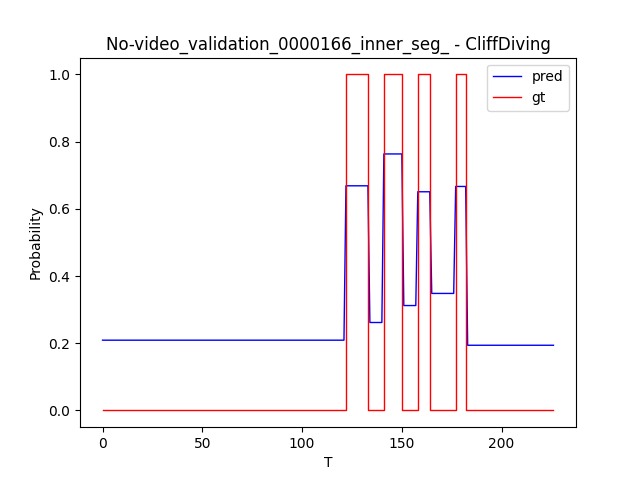 No-video_validation_0000166_inner_seg_ - CliffDiving
pred
gt
1.0
0.8
0.6
0.4
0.2
0.0
Probability
0
50
100
150
200
T